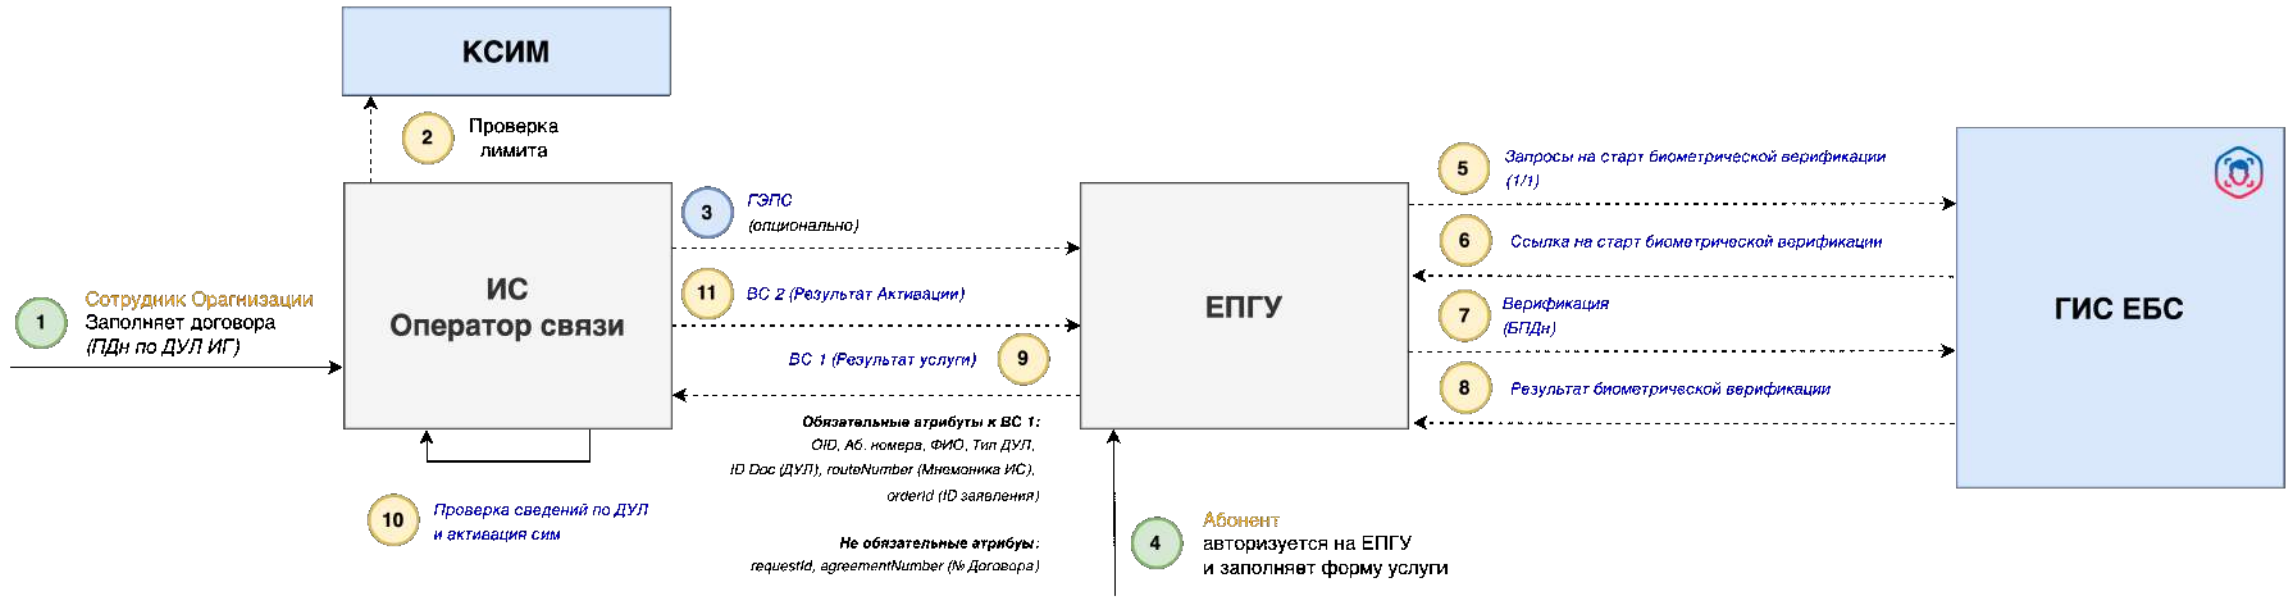 КСИМ
2
Проверка
лимита
1
Сотрудник Орагнизации
Заполняет договора
(ПДн по ДУЛ ИГ)
ИС
Оператор связи
3
ГЭПС
(опционально)
11
ВС 2 (Результат Активации)
ВС 1 (Результат услуги)
9
Обязательные атрибуты к ВС 1:
OID, Аб. номера, ФИО, Тип ДУЛ,
ID Doc (ДУЛ), routeNumber (Мнемоника ИС),
orderId (ID заявления)
Не обязательные атрибуы:
requestId, agreementNumber (№ Договора)
10
Проверка сведений по ДУЛ
и активация сим
ЕПГУ
4
Абонент
авторизуется на ЕПГУ
и заполняет форму услуги
5
Запросы на старт биометрической верификации
(1/1)
6
Ссылка на старт биометрической верификации
7
Верификация
(БПДн)
8
Результат биометрической верификации
ГИС ЕБС